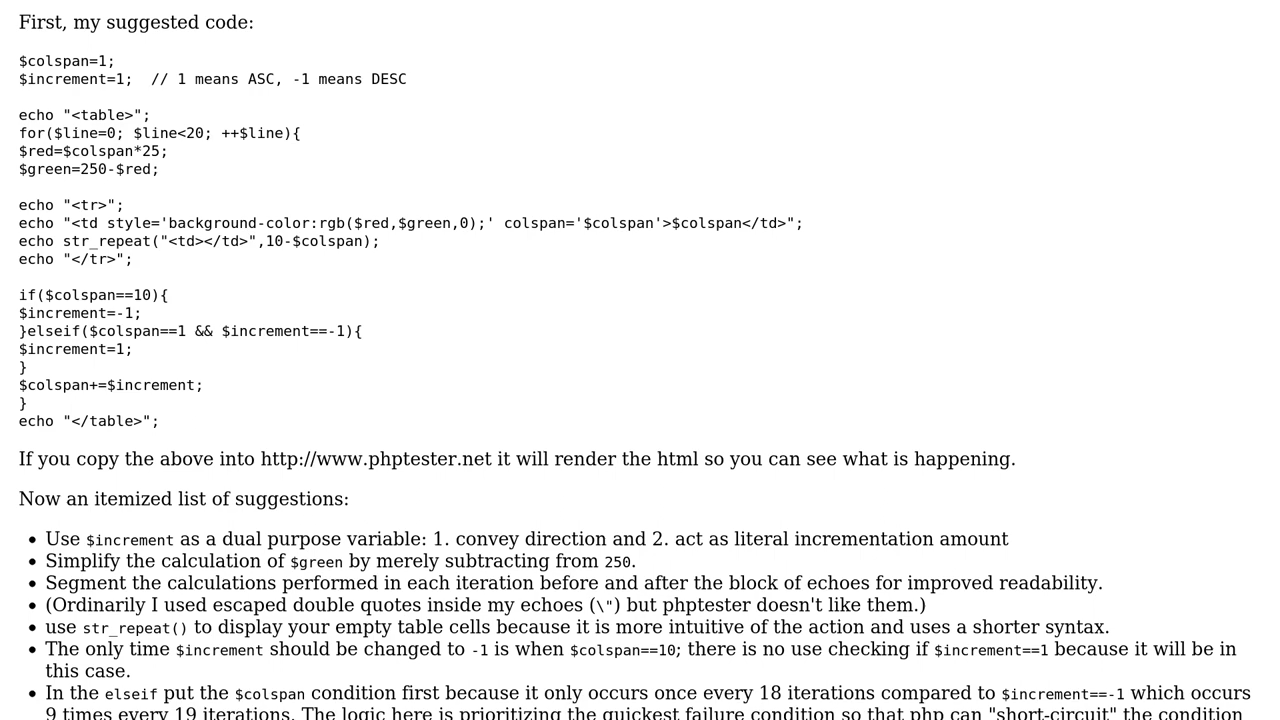 First, my suggested code:
$colspan=1;
$increment=1;  // 1 means ASC, -1 means DESC
echo "<table>";
for($line=0; $line<20; ++$line){
$red=$colspan*25;
$green=250-$red;
echo "<tr>";
echo "<td style='background-color:rgb($red,$green,0);' colspan='$colspan'>$colspan</td>";
echo str_repeat("<td></td>",10-$colspan);
echo "</tr>";
if($colspan==10){
$increment=-1;
}elseif($colspan==1 && $increment==-1){
$increment=1;
}
$colspan+=$increment;
}
echo "</table>";
If you copy the above into http://www.phptester.net it will render the html so you can see what is happening.
Now an itemized list of suggestions:
• Use $increment as a dual purpose variable: 1. convey direction and 2. act as literal incrementation amount
• Simplify the calculation of $green by merely subtracting from 250.
• Segment the calculations performed in each iteration before and after the block of echoes for improved readability.
• (Ordinarily I used escaped double quotes inside my echoes (\") but phptester doesn't like them.)
• use str_repeat() to display your empty table cells because it is more intuitive of the action and uses a shorter syntax.
• The only time $increment should be changed to -1 is when $colspan==10; there is no use checking if $increment==1 because it will be in
this case.
• In the elseif put the $colspan condition first because it only occurs once every 18 iterations compared to $increment==-1 which occurs
9 times every 19 iterations. The logic here is prioritizing the quickest failure condition so that php can "short-circuit" the condition